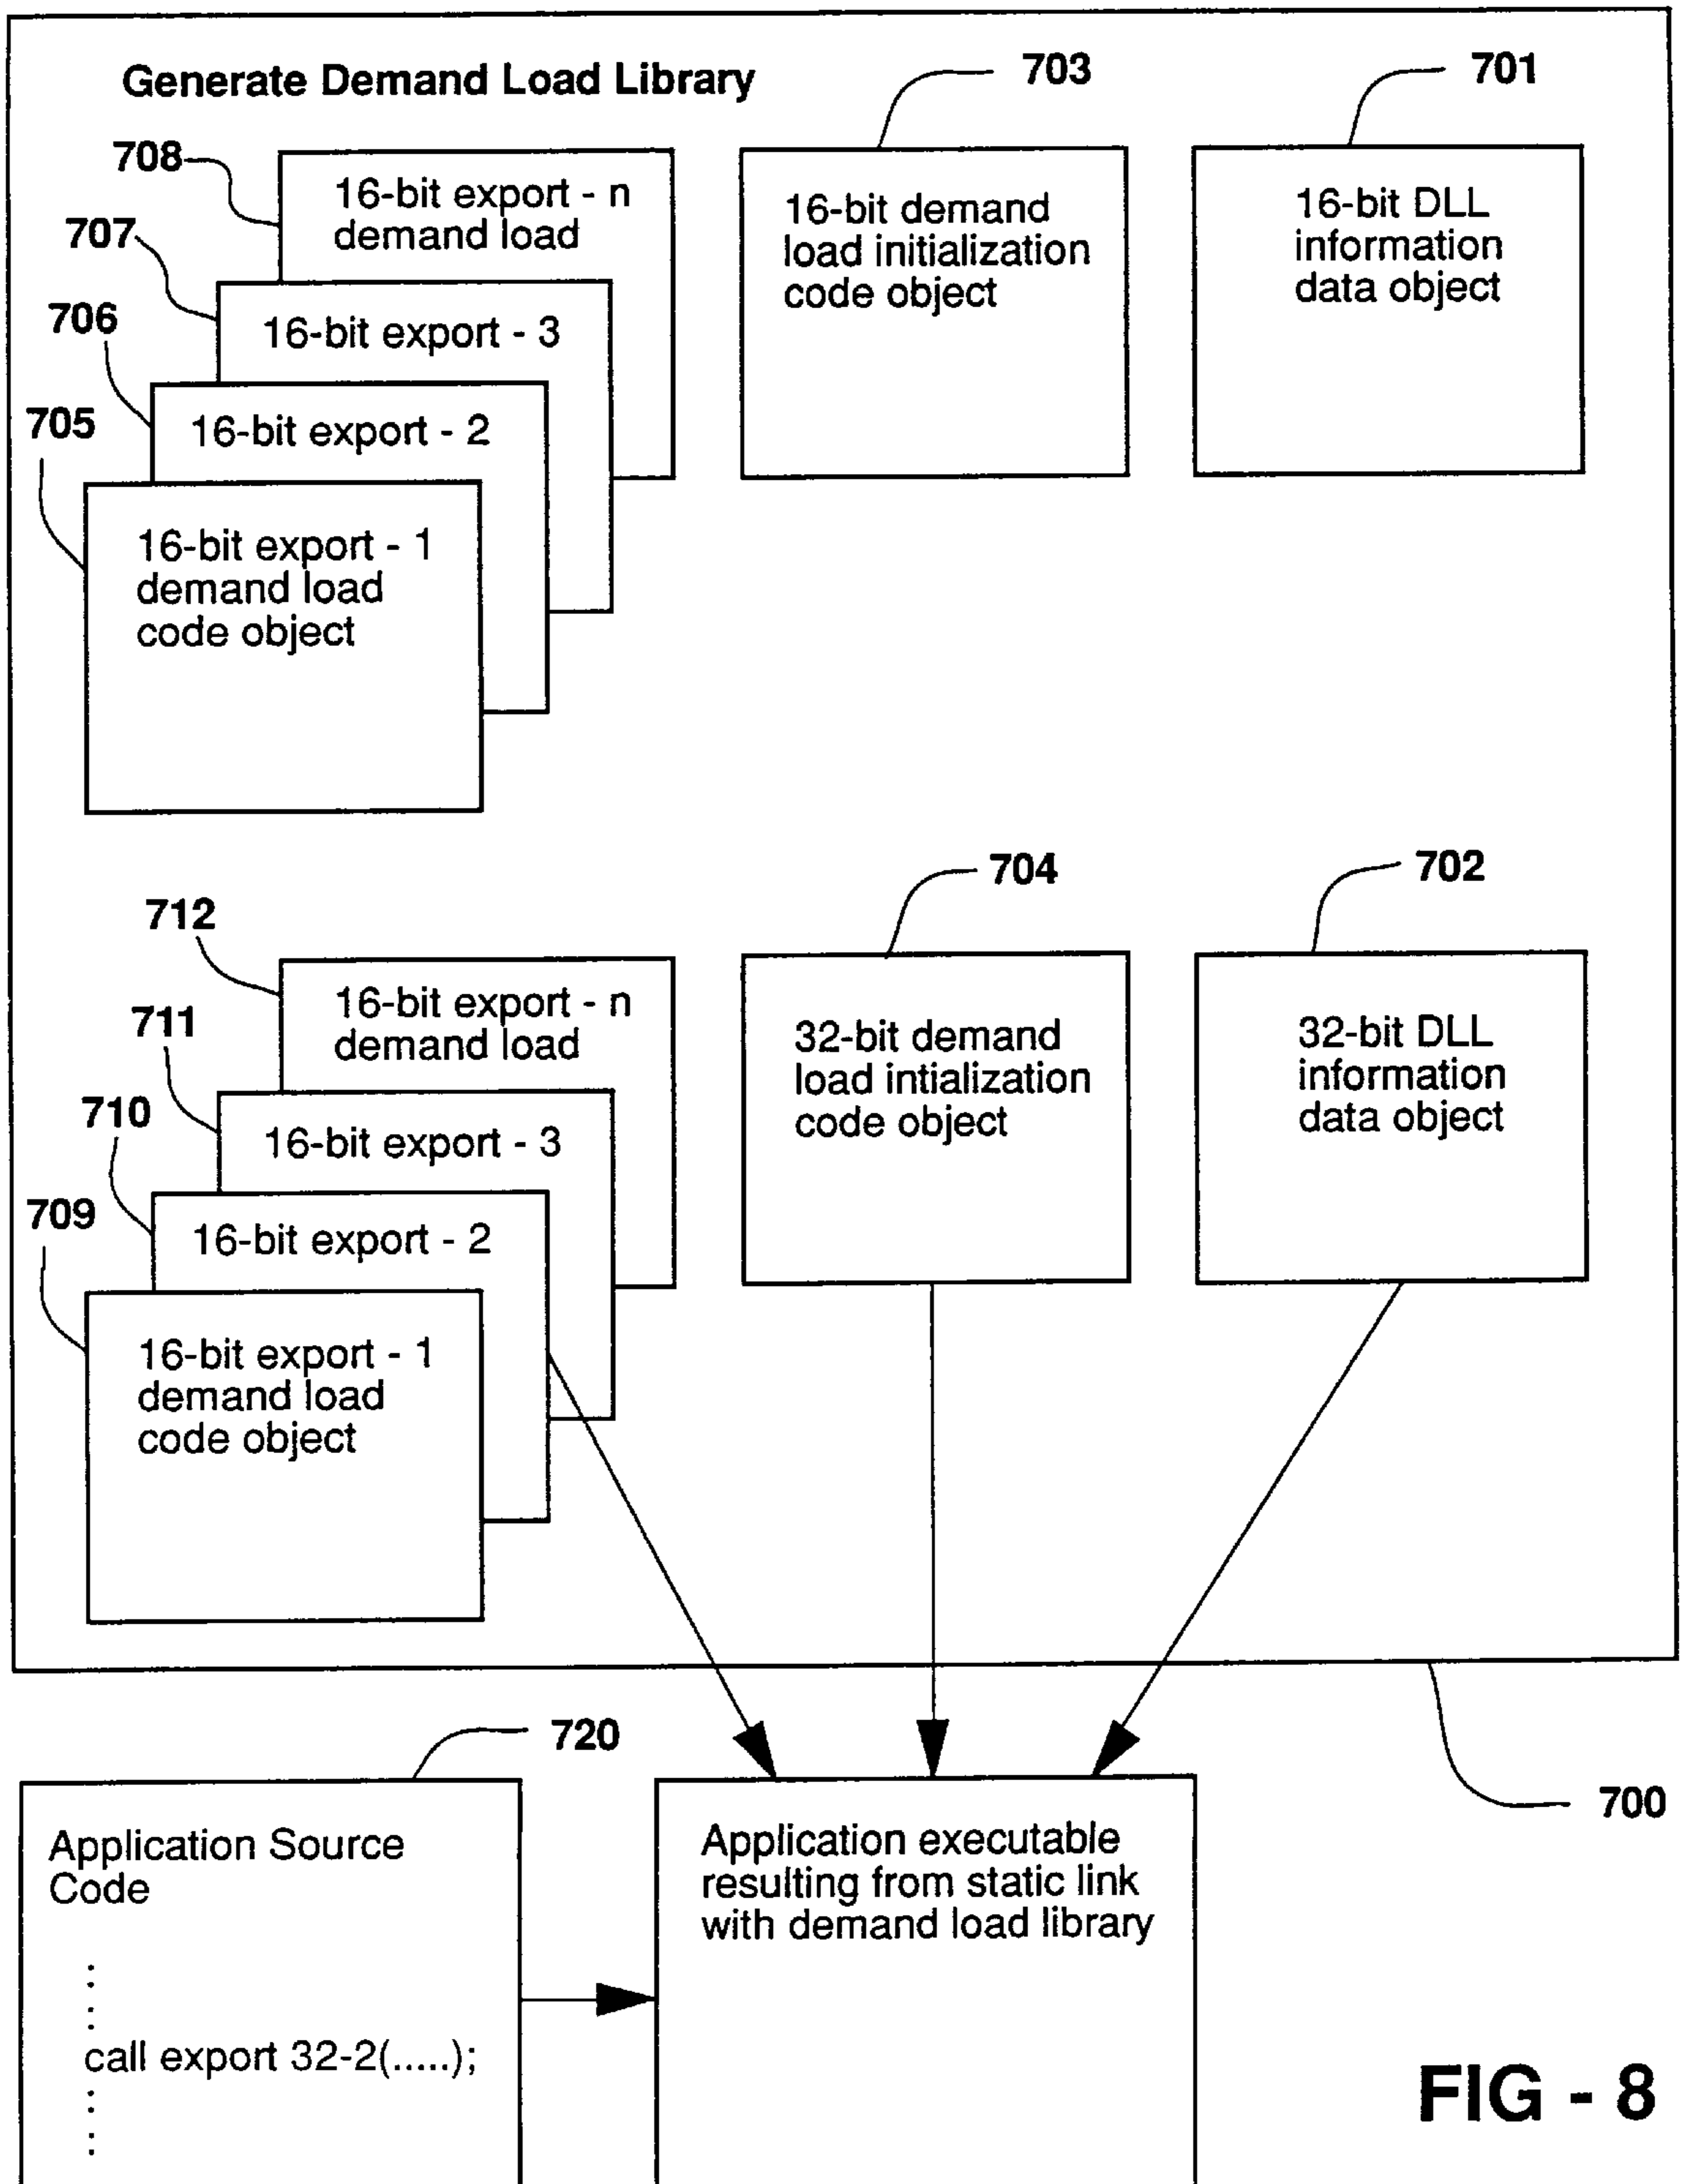 Generate Demand Load Library
703
701
708
16-bit export - n
demand load
707
16-bit export - 3
706
16-bit export - 2
705
16-bit export - 1
demand load
code object
16-bit demand
load initialization
code object
16-bit DLL
information
data object
704
702
712
16-bit export - n
demand load
711
16-bit export - 3
710
16-bit export - 2
709
16-bit export - 1
demand load
code object
32-bit demand
load intialization
code object
32-bit DLL
information
data object
720
700
Application Source
Code
:
:
call export 32-2(.....);
:
:
Application executable
resulting from static link
with demand load library
FIG - 8